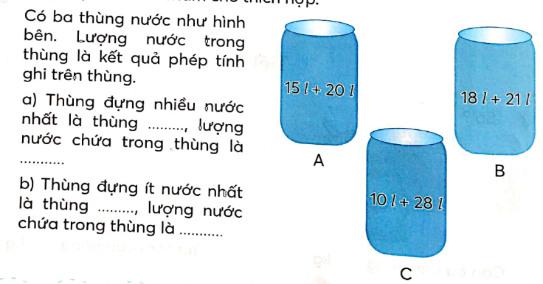 Có ba thùng nước như hình
bên. Lượng nước trong
thùng là kết quả phép tính
ghi trên thùng.
a) Thùng đựng nhiều nước
nhất là thùng ........., lượng
nước chứa trong thùng là
............
b) Thùng đựng ít nước nhất
là thùng ........., lượng nước
chứa trong thùng là ...........
15 l + 20 l
A
18 l + 21 l
B
10 l + 28 l
C